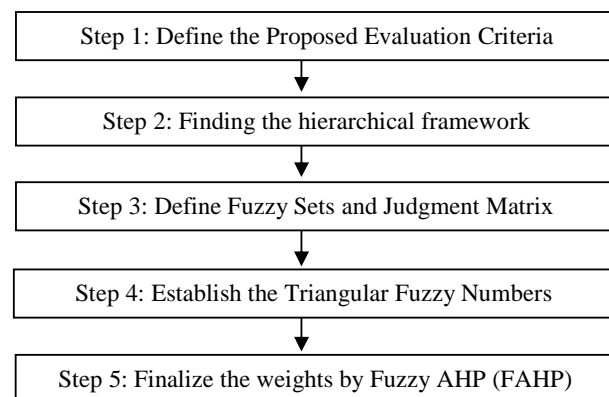 Step 1: Define the Proposed Evaluation Criteria
Step 2: Finding the hierarchical framework
Step 3: Define Fuzzy Sets and Judgment Matrix
Step 4: Establish the Triangular Fuzzy Numbers
Step 5: Finalize the weights by Fuzzy AHP (FAHP)